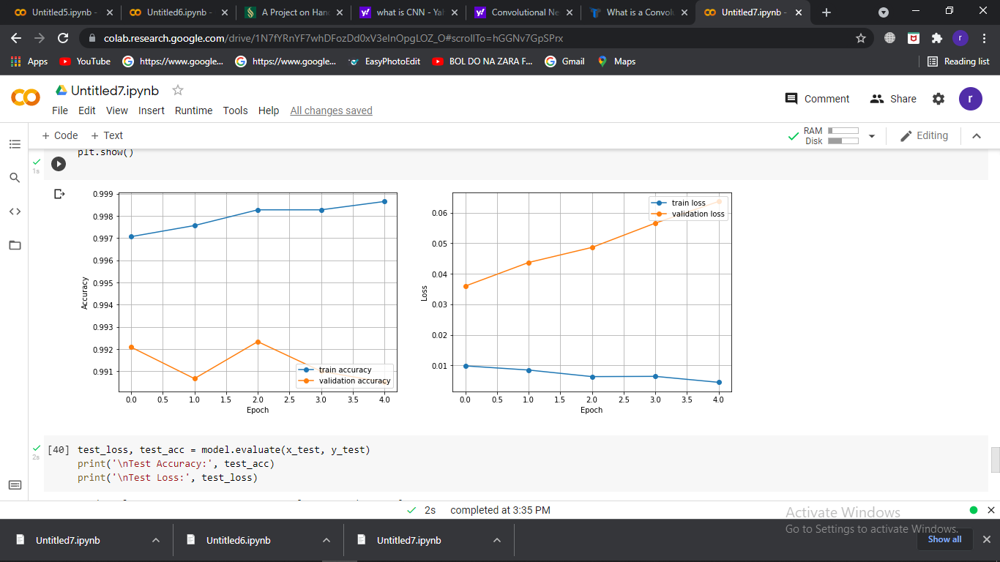 Untitled5.ipynb -
Untitled6.ipynb -
A Project on Han
what is CNN - Ya
Convolutional Ne
What is a Convol
Untitled7.ipynb -
colab.research.google.com/drive/1N7fYRnYF7whDFozDd0xV3eInOpgLOZ_O#scrollTo=hGGNv7GpSPrx
r
Apps
YouTube
https://www.google...
https://www.google...
EasyPhotoEdit
BOL DO NA ZARA F...
Gmail
Maps
Reading list
Untitled7.ipynb
File Edit View Insert Runtime Tools Help All changes saved
Comment
Share
r
+ Code + Text
RAM
Disk
Editing
plt.show()
1s
0.999
0.998
0.997
0.996
0.995
0.994
0.993
0.992
0.991
Accuracy
train accuracy
validation accuracy
0.0 0.5 1.0 1.5 2.0 2.5 3.0 3.5 4.0
Epoch
0.06
0.05
0.04
0.03
0.02
0.01
Loss
train loss
validation loss
0.0 0.5 1.0 1.5 2.0 2.5 3.0 3.5 4.0
Epoch
2s
[40] test_loss, test_acc = model.evaluate(x_test, y_test)
print('\nTest Accuracy:', test_acc)
print('\nTest Loss:', test_loss)
2s completed at 3:35 PM
Activate Windows
Go to Settings to activate Windows.
Untitled7.ipynb
Untitled6.ipynb
Untitled7.ipynb
Show all